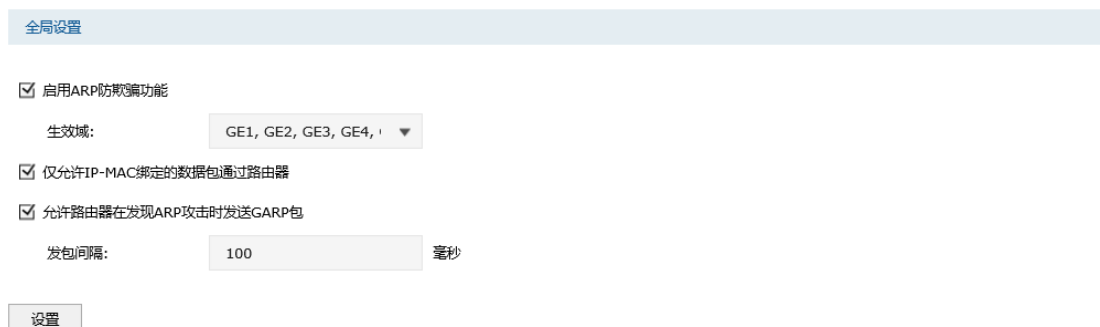 全局设置
启用ARP防欺骗功能
生效域: GE1, GE2, GE3, GE4,
仅允许IP-MAC绑定的数据包通过路由器
允许路由器在发现ARP攻击时发送GARP包
发包间隔: 100 毫秒
设置